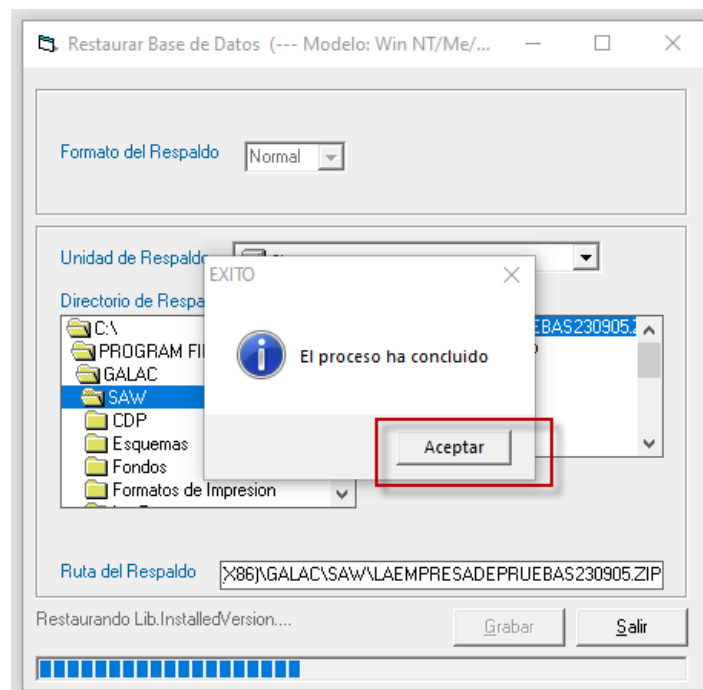 Restaurar Base de Datos (--- Modelo: Win NT/Me/...
Formato del Respaldo Normal
Unidad de Respaldo
EXITO
Directorio de Respa
C:\
PROGRAM FI
GALAC
SAW
CDP
Esquemas
Fondos
Formatos de Impresion
EBAS230905.
El proceso ha concluido
Aceptar
Ruta del Respaldo X86)\GALAC\SAW\LAEMPRESADEPRUEBAS230905.ZIP
Restaurando Lib.InstalledVersion....
Grabar Salir